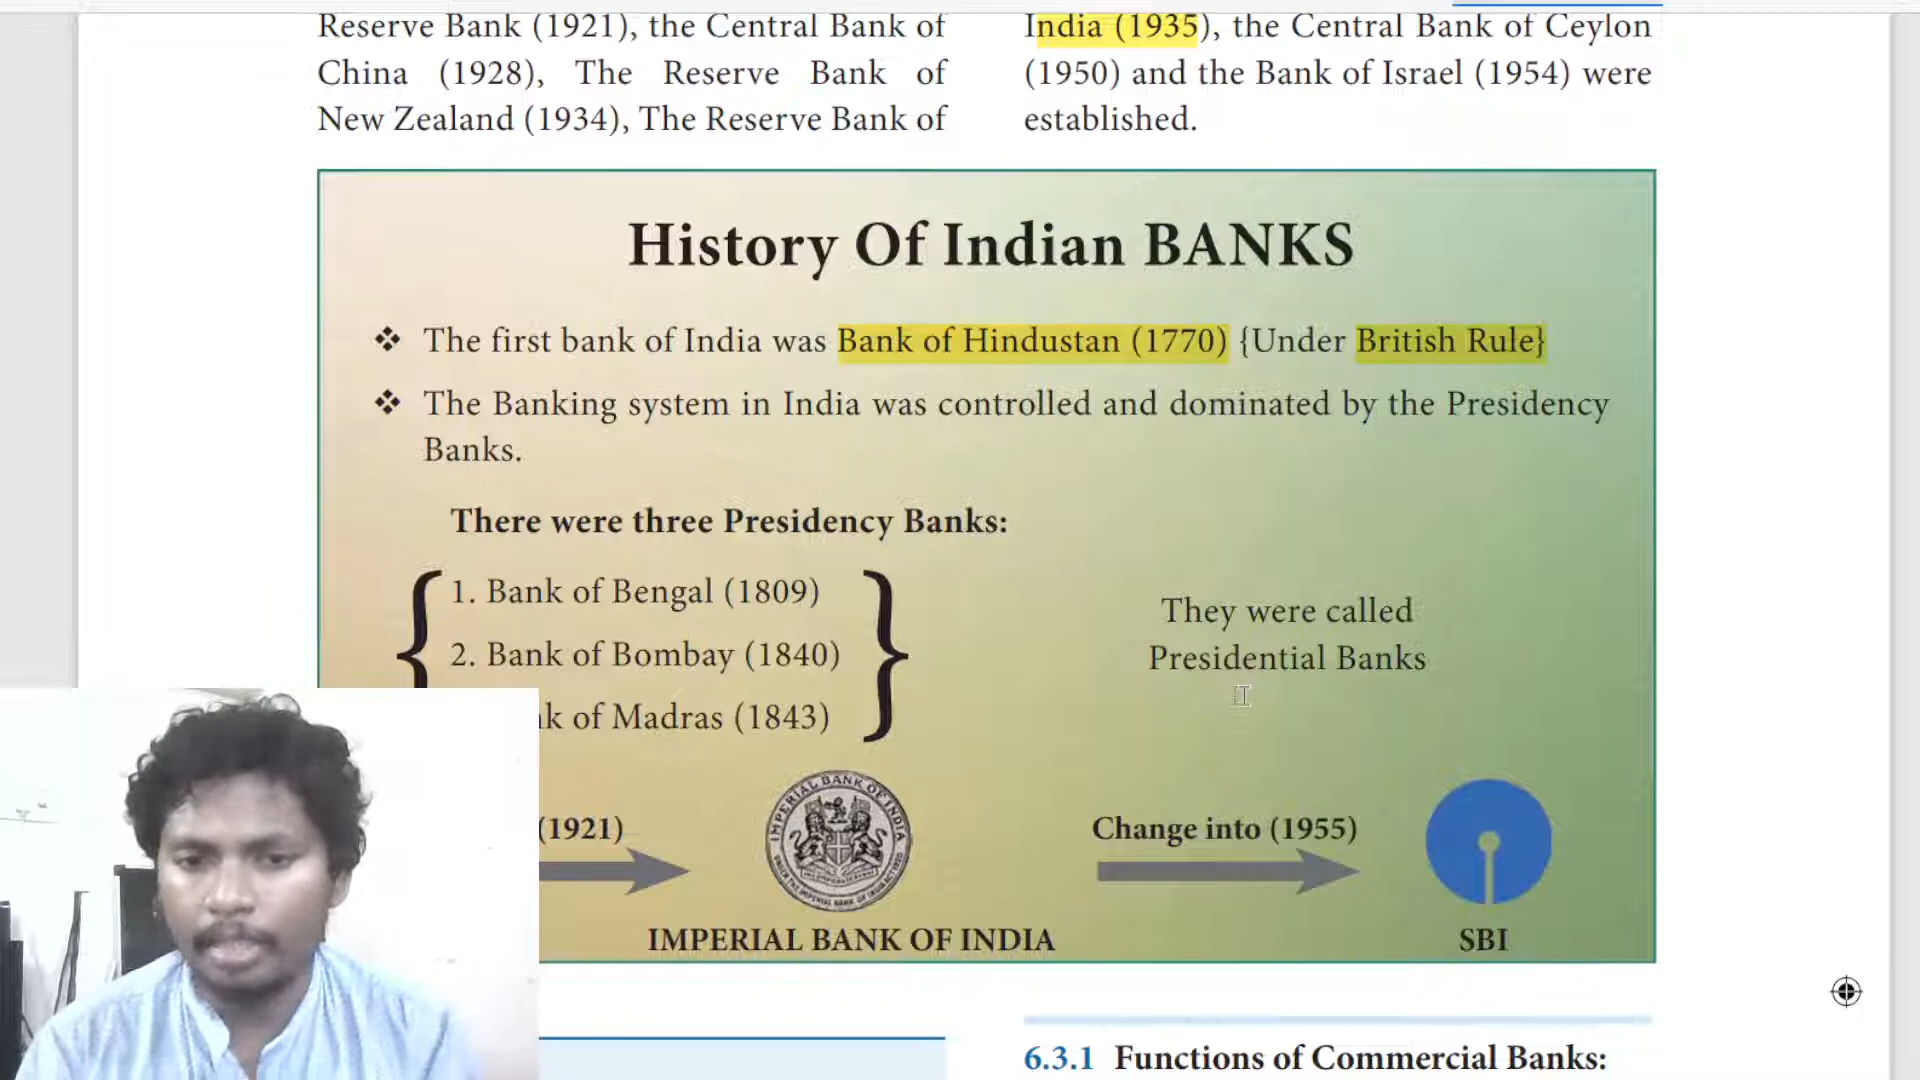 Reserve Bank (1921), the Central Bank of
China (1928), The Reserve Bank of
New Zealand (1934), The Reserve Bank of
India (1935), the Central Bank of Ceylon
(1950) and the Bank of Israel (1954) were
established.
History Of Indian BANKS
❖ The first bank of India was Bank of Hindustan (1770) {Under British Rule}
❖ The Banking system in India was controlled and dominated by the Presidency
Banks.
There were three Presidency Banks:
1. Bank of Bengal (1809)
2. Bank of Bombay (1840)
nk of Madras (1843)
They were called
Presidential Banks
(1921)
IMPERIAL BANK OF INDIA
IMPERIAL BANK OF INDIA
Change into (1955)
SBI
6.3.1 Functions of Commercial Banks: